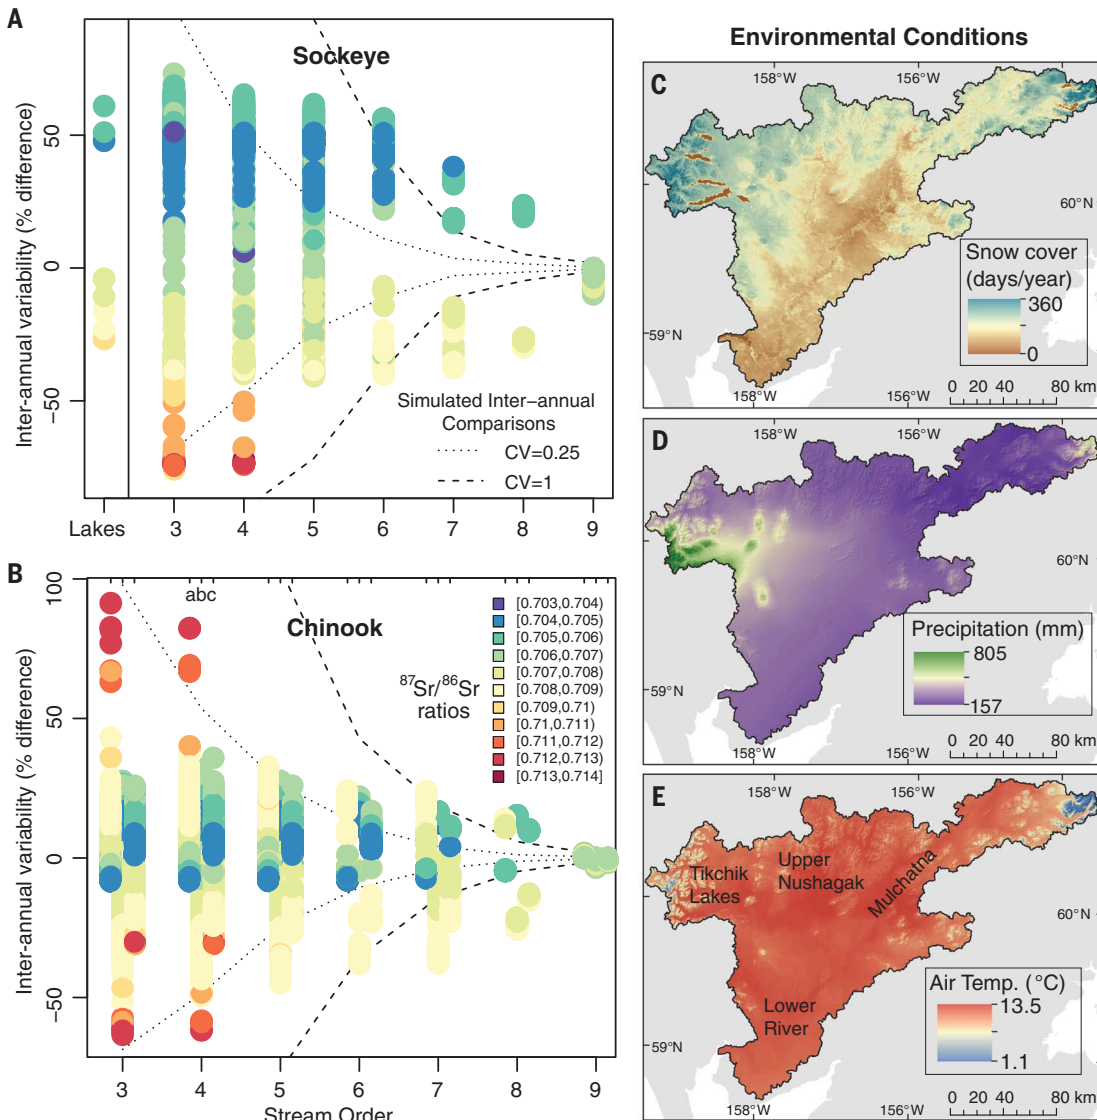 A
Sockeye
Inter-annual variability (% difference)
50
0
−50
Simulated Inter−annual
Comparisons
CV=0.25
CV=1
Lakes
3
4
5
6
7
8
9
B
abc
Chinook
Inter-annual variability (% difference)
100
50
0
−50
87Sr/86Sr
ratios
[0.703,0.704)
[0.704,0.705)
[0.705,0.706)
[0.706,0.707)
[0.707,0.708)
[0.708,0.709)
[0.709,0.71)
[0.71,0.711)
[0.711,0.712)
[0.712,0.713)
[0.713,0.714]
3
4
5
6
7
8
9
Stream Order
Environmental Conditions
C
158°W
156°W
60°N
59°N
158°W
156°W
Snow cover
(days/year)
360
0
0 20 40 80 km
D
158°W
156°W
60°N
59°N
158°W
156°W
Precipitation (mm)
805
157
0 20 40 80 km
E
158°W
156°W
60°N
59°N
158°W
156°W
Tikchik
Lakes
Upper
Nushagak
Mulchatna
Lower
River
Air Temp. (°C)
13.5
1.1
0 20 40 80 km